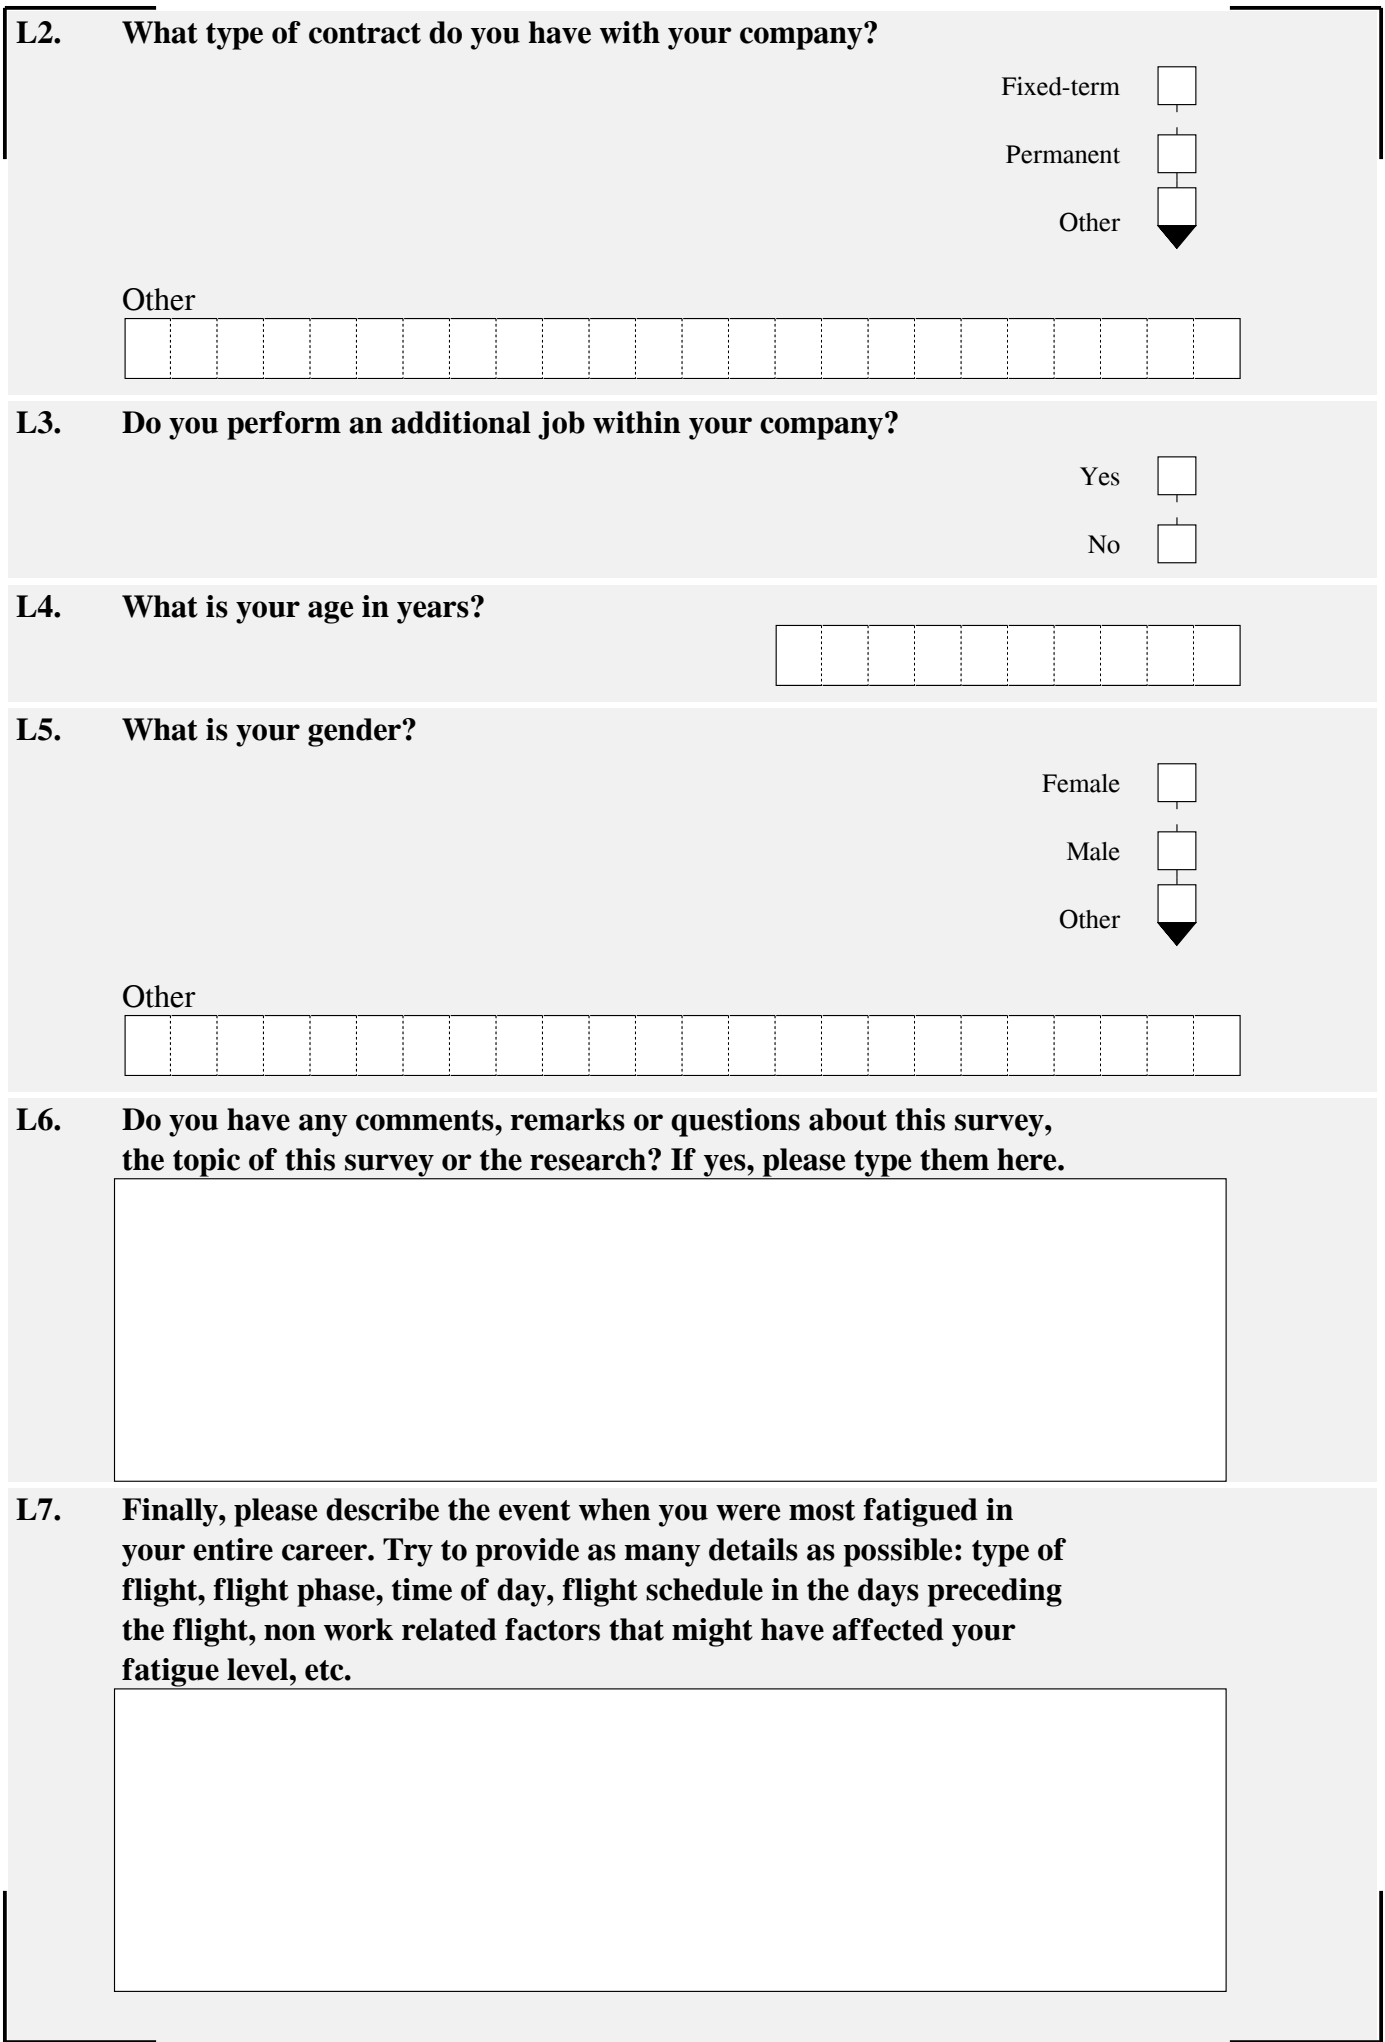 L2. What type of contract do you have with your company?
Fixed-term
Permanent
Other
Other
L3. Do you perform an additional job within your company?
Yes
No
L4. What is your age in years?
L5. What is your gender?
Female
Male
Other
Other
L6. Do you have any comments, remarks or questions about this survey,
the topic of this survey or the research? If yes, please type them here.
L7. Finally, please describe the event when you were most fatigued in
your entire career. Try to provide as many details as possible: type of
flight, flight phase, time of day, flight schedule in the days preceding
the flight, non work related factors that might have affected your
fatigue level, etc.